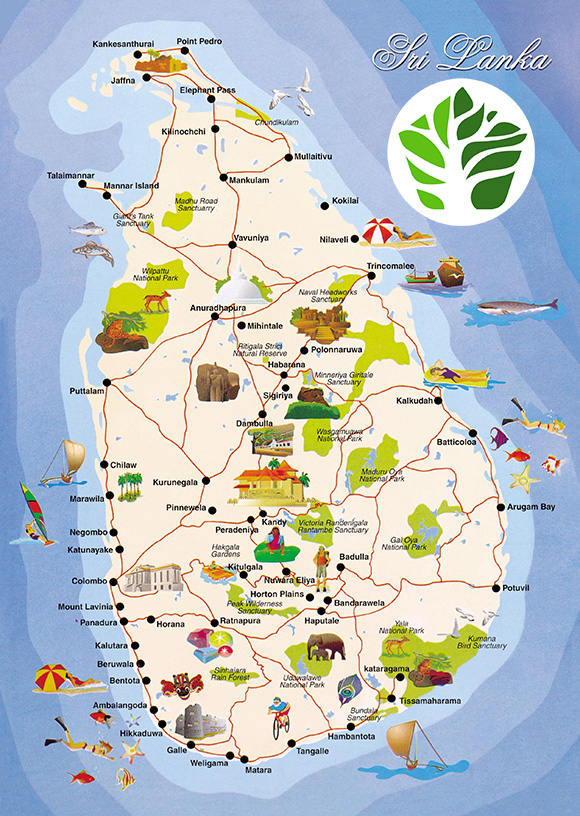 Sri Lanka
Point Pedro
Kankesanthurai
Jaffna
Elephant Pass
Chundikulam
Kilinochchi
Mullaitivu
Talaimannar
Mannar Island
Mankulam
Madhu Road
Sanctuarry
Kokilai
Giant's Tank
Sanctuary
Vavuniya
Nilaveli
Trincomalee
Wilpattu
National Park
Naval Headworks
Sanctuary
Anuradhapura
Mihintale
Ritigala Strict
Natural Reserve
Polonnaruwa
Habarana
Minneriya Giritale
Sanctuary
Puttalam
Sigiriya
Kalkudah
Dambulla
Wasgamuawa
National Park
Batticoloa
Chilaw
Maduru Oya
National Park
Kurunegala
Marawila
Pinnewela
Arugam Bay
Kandy
Victoria Randenigala
Rantambe Sanctuary
Peradeniya
Negombo
Gal Oya
National Park
Katunayake
Hakgala
Gardens
Badulla
Kitulgala
Colombo
Nuwara Eliya
Potuvil
Horton Plains
Peak Wilderness
Sanctuary
Bandarawela
Mount Lavinia
Panadura
Horana
Ratnapura
Haputale
Yala
National Park
Kumana
Bird Sanctuary
Kalutara
Beruwala
Sinharaja
Rain Forest
Udawalawe
National Park
kataragama
Bentota
Tissamaharama
Ambalangoda
Bundala
Sanctuary
Hikkaduwa
Hambantota
Galle
Tangalle
Weligama
Matara